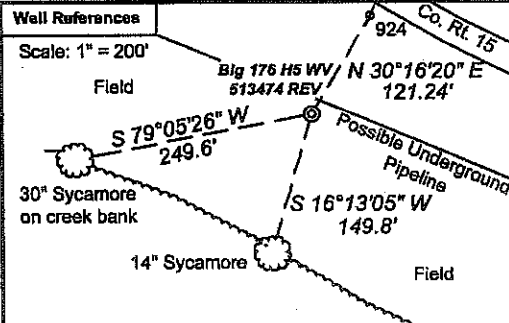 Well References
Scale: 1" = 200'
Field
924
Co. Rt. 15
Big 176 H5 WV
513474 REV
N 30°16'20" E
121.24'
S 79°05'26" W
249.6'
Possible Underground
Pipeline
30" Sycamore
on creek bank
S 16°13'05" W
149.8'
14" Sycamore
Field